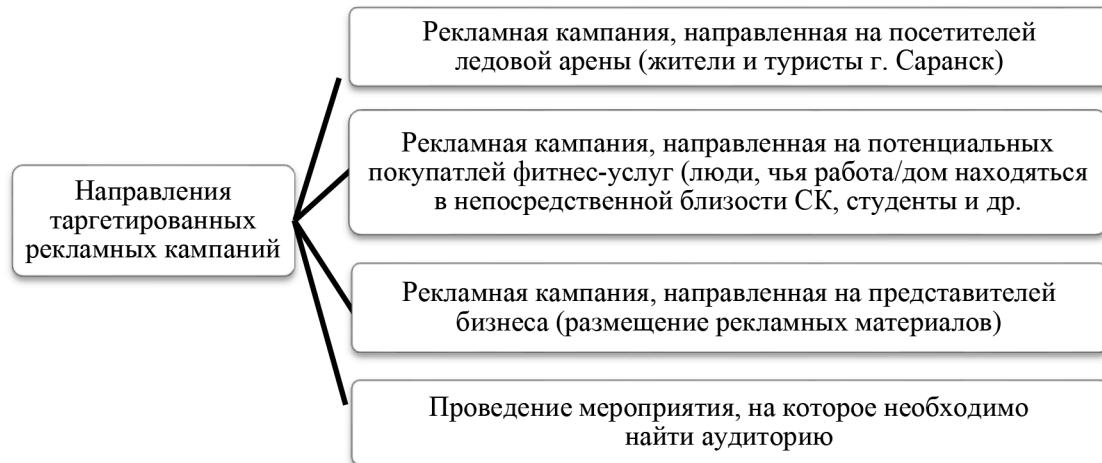 Рекламная кампания, направленная на посетителей
ледовой арены (жители и туристы г. Саранск)
Рекламная кампания, направленная на потенциальных
покупатлей фитнес-услуг (люди, чья работа/дом находяться
в непосредственной близости СК, студенты и др.
Направления
таргетированных
рекламных кампаний
Рекламная кампания, направленная на представителей
бизнеса (размещение рекламных материалов)
Проведение мероприятия, на которое необходимо
найти аудиторию